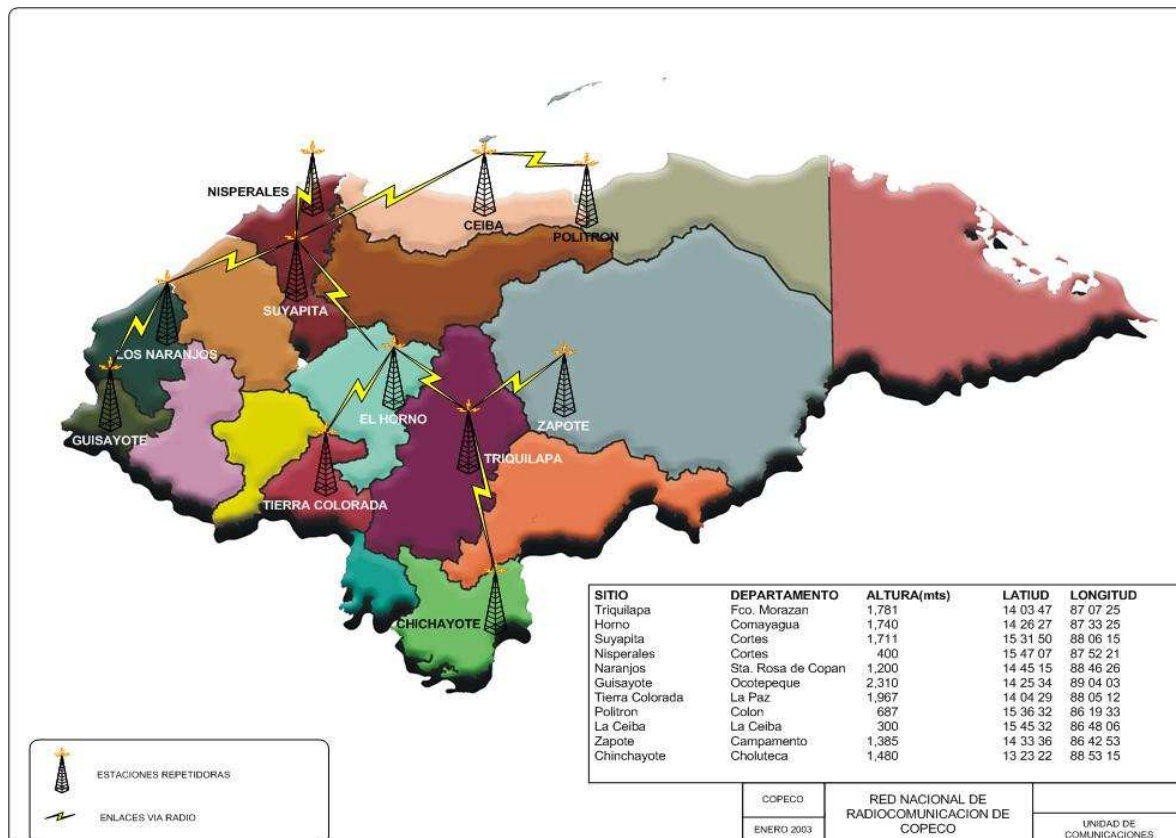 NISPERALES
CEIBA
POLITRON
SUYAPITA
LOS NARANJOS
EL HORNO
ZAPOTE
GUISAYOTE
TRIQUILAPA
TIERRA COLORADA
CHICHAYOTE
SITIO DEPARTAMENTO ALTURA(mts) LATIUD LONGITUD
Triquilapa Fco. Morazan 1,781 14 03 47 87 07 25
Horno Comayagua 1,740 14 26 27 87 33 25
Suyapita Cortes 1,711 15 31 50 88 06 15
Nisperales Cortes 400 15 47 07 87 52 21
Naranjos Sta. Rosa de Copan 1,200 14 45 15 88 46 26
Guisayote Ocotepeque 2,310 14 25 34 89 04 03
Tierra Colorada La Paz 1,967 14 04 29 88 05 12
Politron Colon 687 15 36 32 86 19 33
La Ceiba La Ceiba 300 15 45 32 86 48 06
Zapote Campamento 1,385 14 33 36 86 42 53
Chinchayote Choluteca 1,480 13 23 22 88 53 15
ESTACIONES REPETIDORAS
ENLACES VIA RADIO
COPECO
ENERO 2003
RED NACIONAL DE
RADIOCOMUNICACION DE
COPECO
UNIDAD DE
COMUNICACIONES